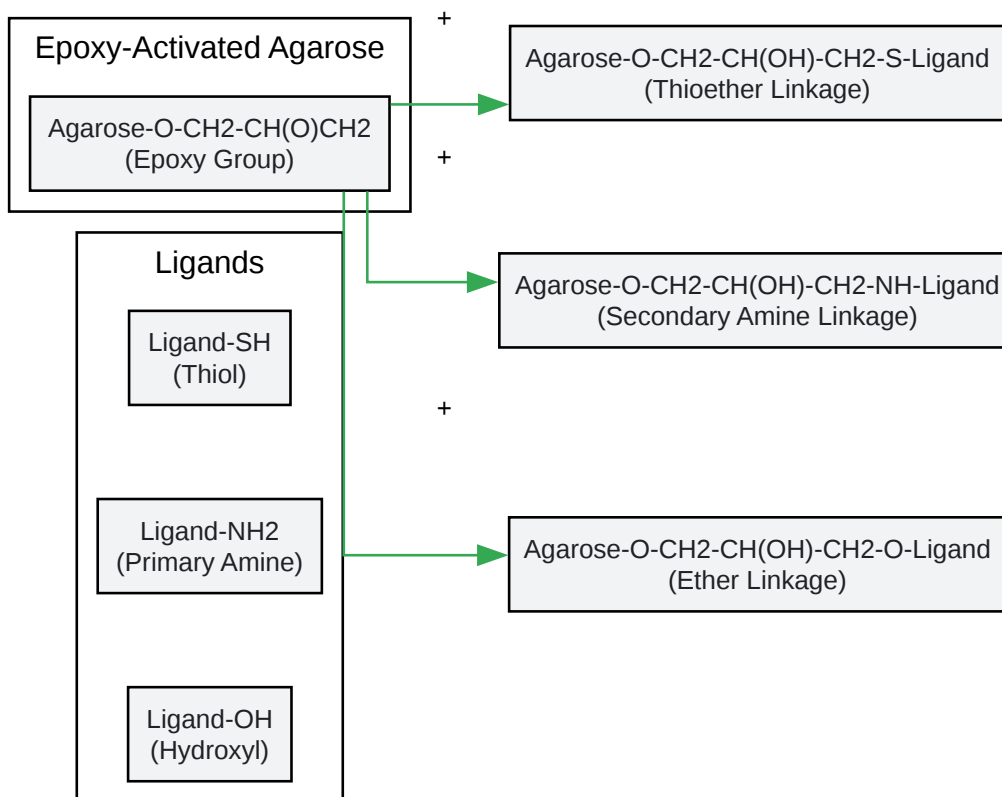 Epoxy-Activated Agarose
Agarose-O-CH2-CH(O)CH2
(Epoxy Group)
Ligands
Ligand-SH
(Thiol)
Ligand-NH2
(Primary Amine)
Ligand-OH
(Hydroxyl)
+
Agarose-O-CH2-CH(OH)-CH2-S-Ligand
(Thioether Linkage)
+
Agarose-O-CH2-CH(OH)-CH2-NH-Ligand
(Secondary Amine Linkage)
+
Agarose-O-CH2-CH(OH)-CH2-O-Ligand
(Ether Linkage)